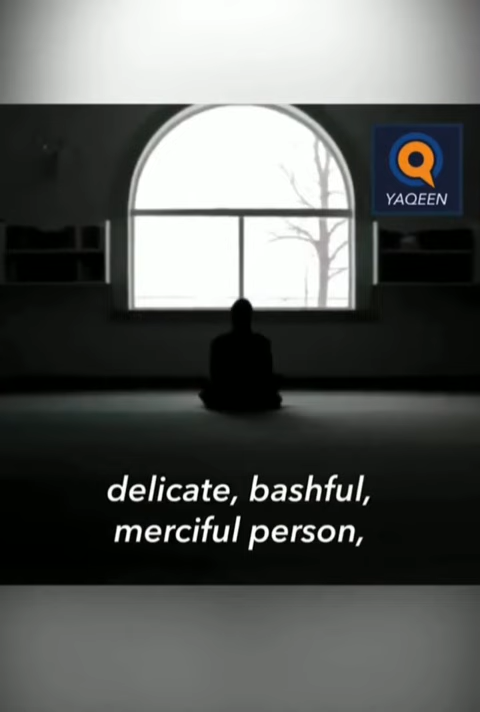 YAQEEN
delicate, bashful,
merciful person,